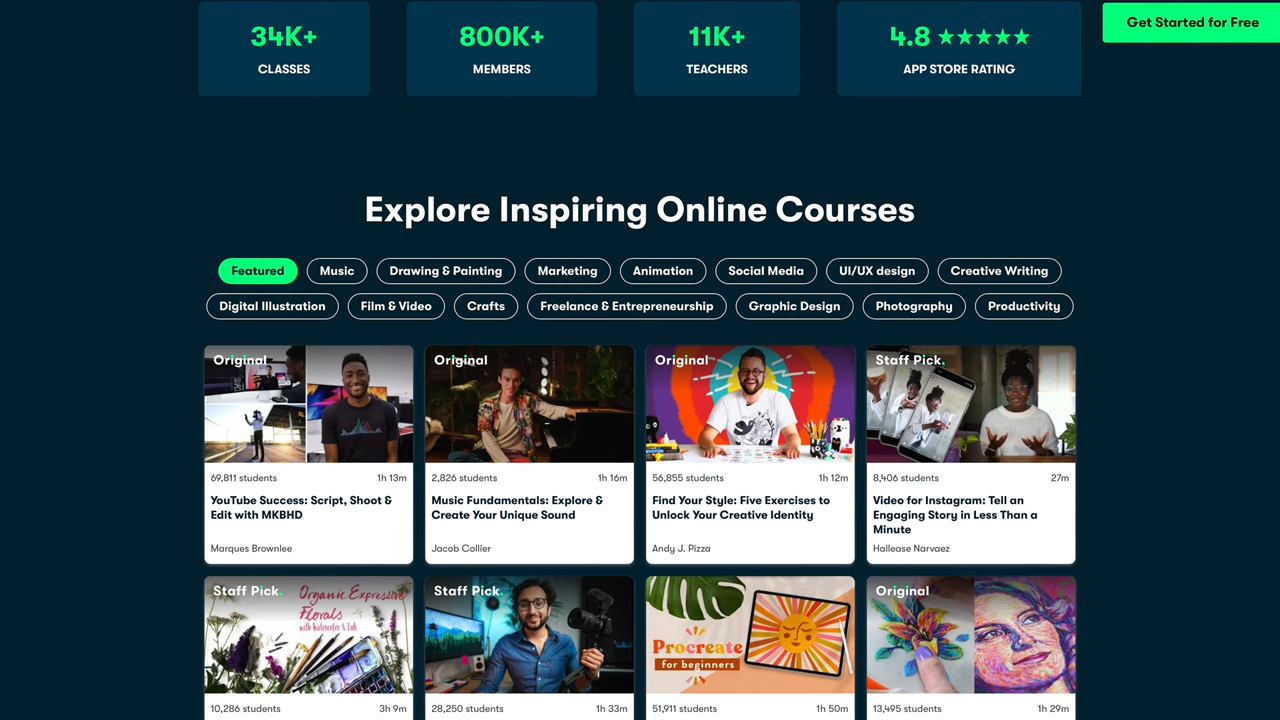 34K+
CLASSES
800K+
MEMBERS
11K+
TEACHERS
4.8 ★★★★★
APP STORE RATING
Get Started for Free
Explore Inspiring Online Courses
Featured
Music
Drawing & Painting
Marketing
Animation
Social Media
UI/UX design
Creative Writing
Digital Illustration
Film & Video
Crafts
Freelance & Entrepreneurship
Graphic Design
Photography
Productivity
Original
69,811 students
1h 13m
YouTube Success: Script, Shoot &
Edit with MKBHD
Marques Brownlee
Original
2,826 students
1h 16m
Music Fundamentals: Explore &
Create Your Unique Sound
Jacob Collier
Original
56,855 students
1h 12m
Find Your Style: Five Exercises to
Unlock Your Creative Identity
Andy J. Pizza
Staff Pick.
8,406 students
27m
Video for Instagram: Tell an
Engaging Story in Less Than a
Minute
Hallease Narvaez
Staff Pick.
Organic Expressive
Florals
with Watercolor & Ink
10,286 students
3h 9m
Staff Pick.
28,250 students
1h 33m
Procreate
for beginners
51,911 students
1h 50m
Original
13,495 students
1h 29m